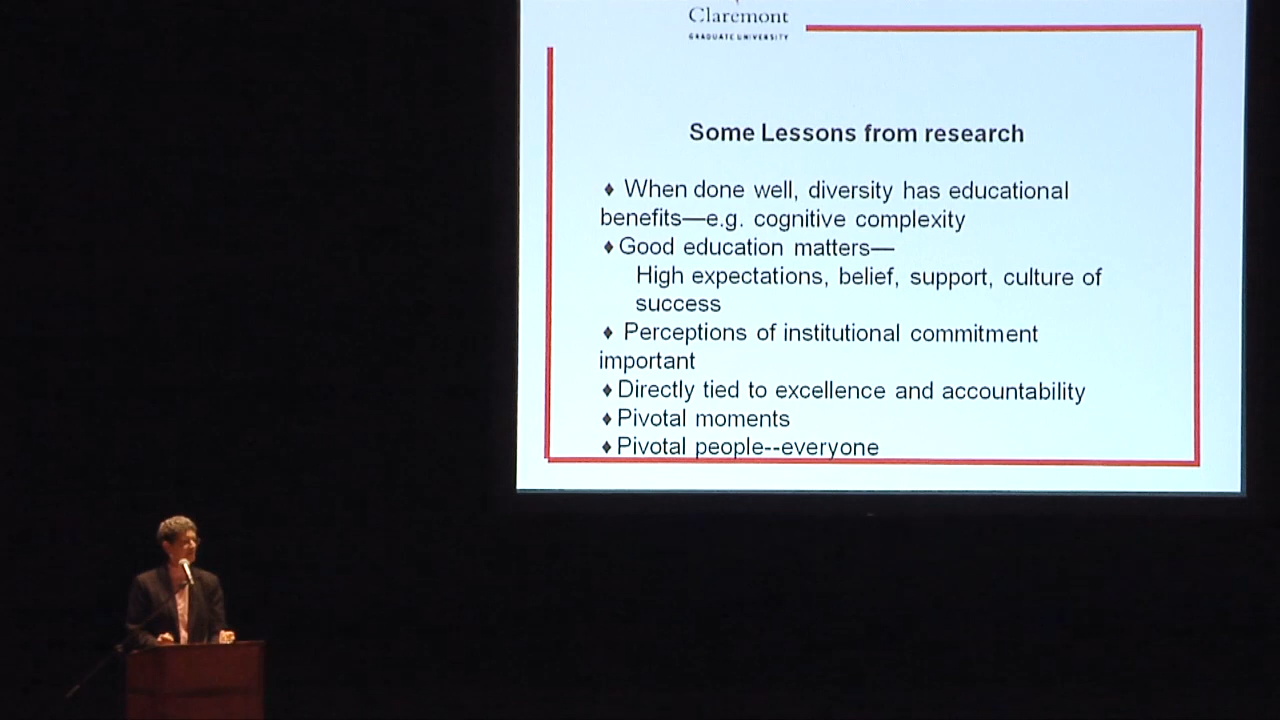 Claremont
GRADUATE UNIVERSITY
Some Lessons from research
♦ When done well, diversity has educational
benefits—e.g. cognitive complexity
♦ Good education matters—
High expectations, belief, support, culture of
success
♦ Perceptions of institutional commitment
important
♦ Directly tied to excellence and accountability
♦ Pivotal moments
♦ Pivotal people--everyone